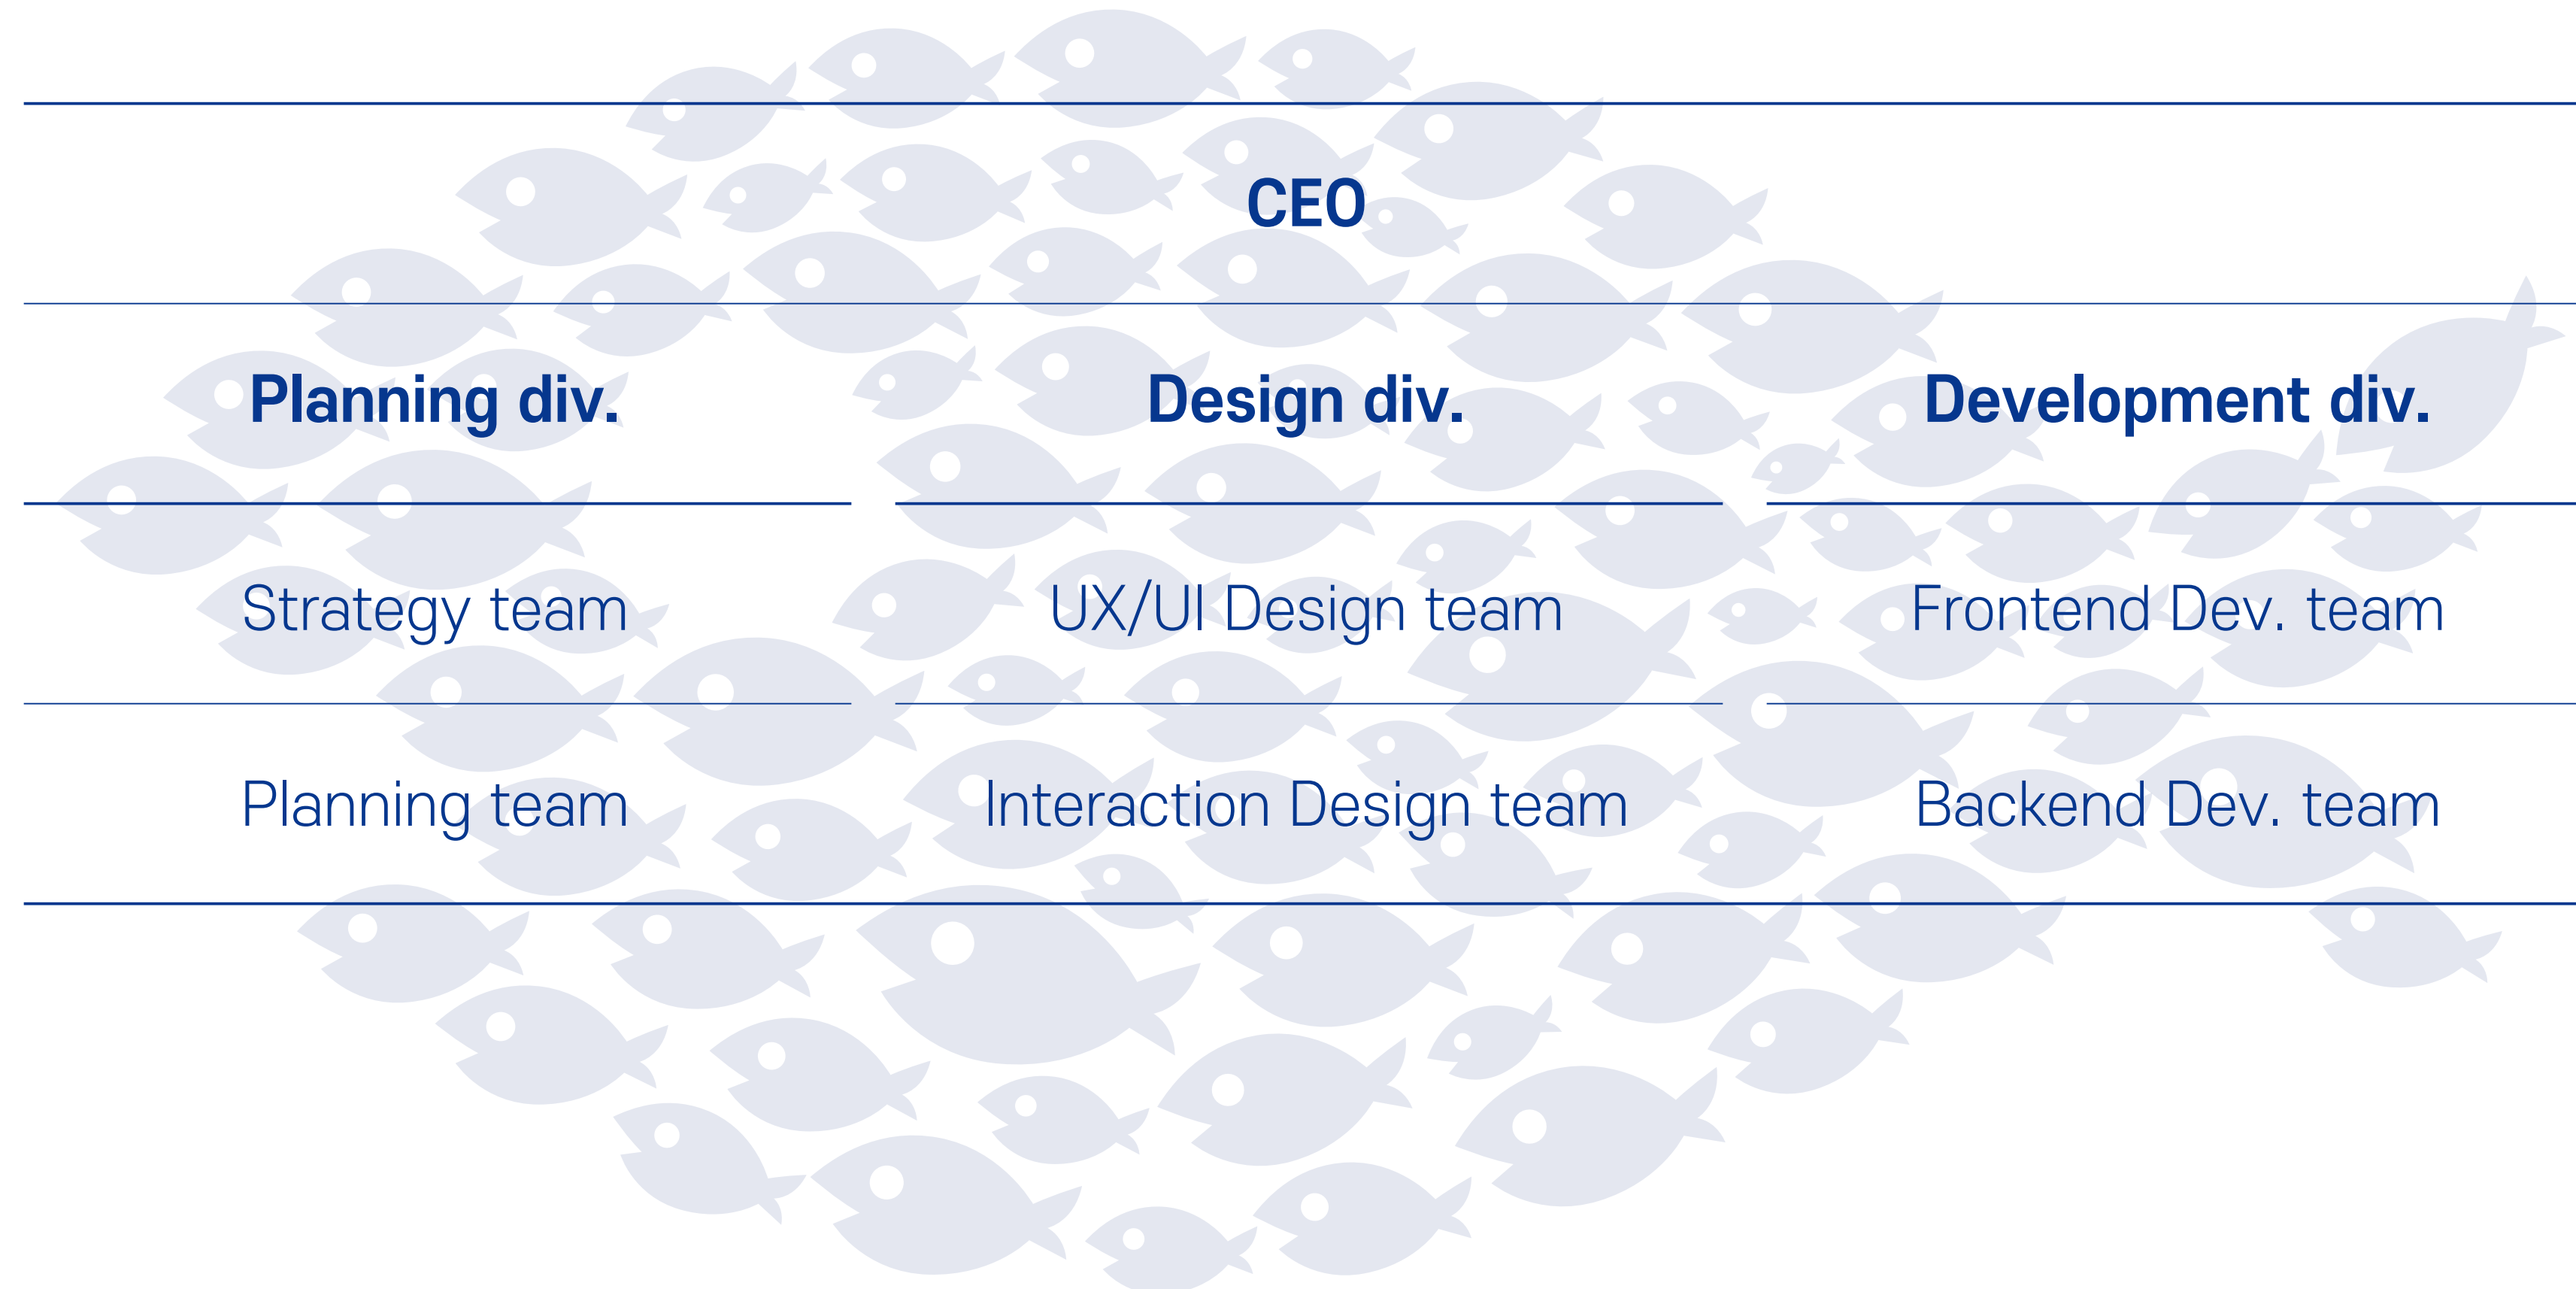 CEO
Planning div.
Design div.
Development div.
Strategy team
UX/UI Design team
Frontend Dev. team
Planning team
Interaction Design team
Backend Dev. team